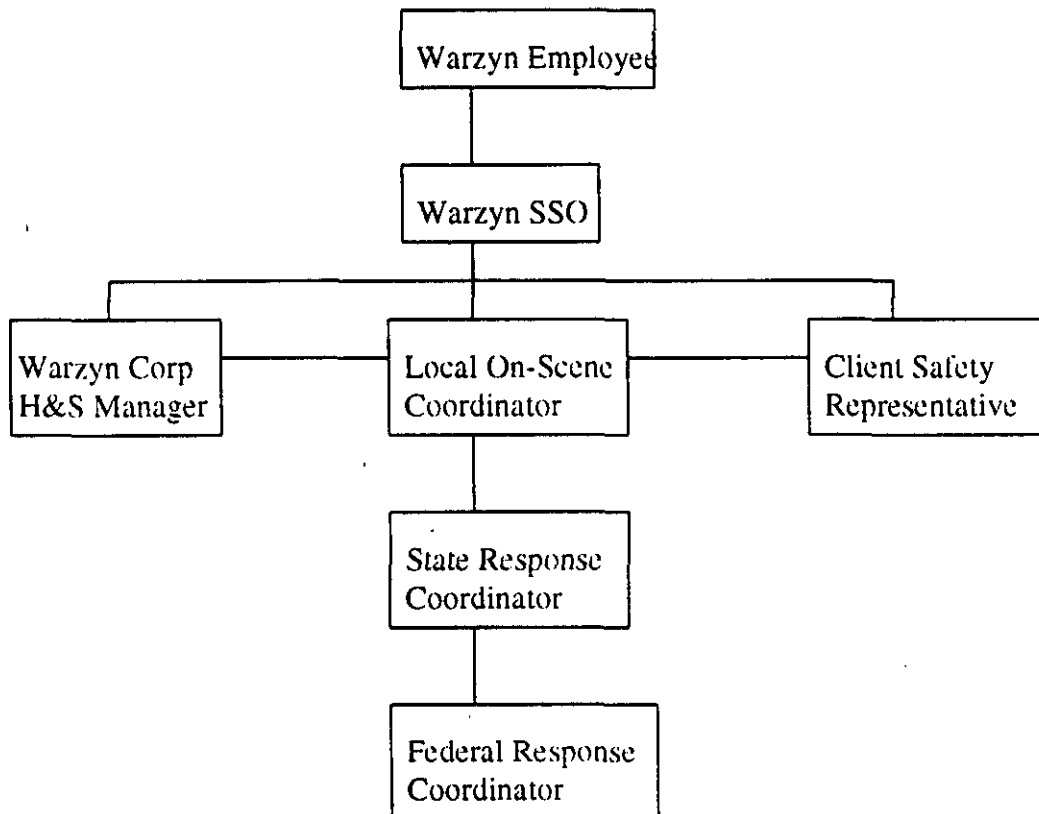 Warzyn Employee
Warzyn SSO
Warzyn Corp
H&S Manager
Local On-Scene
Coordinator
Client Safety
Representative
State Response
Coordinator
Federal Response
Coordinator